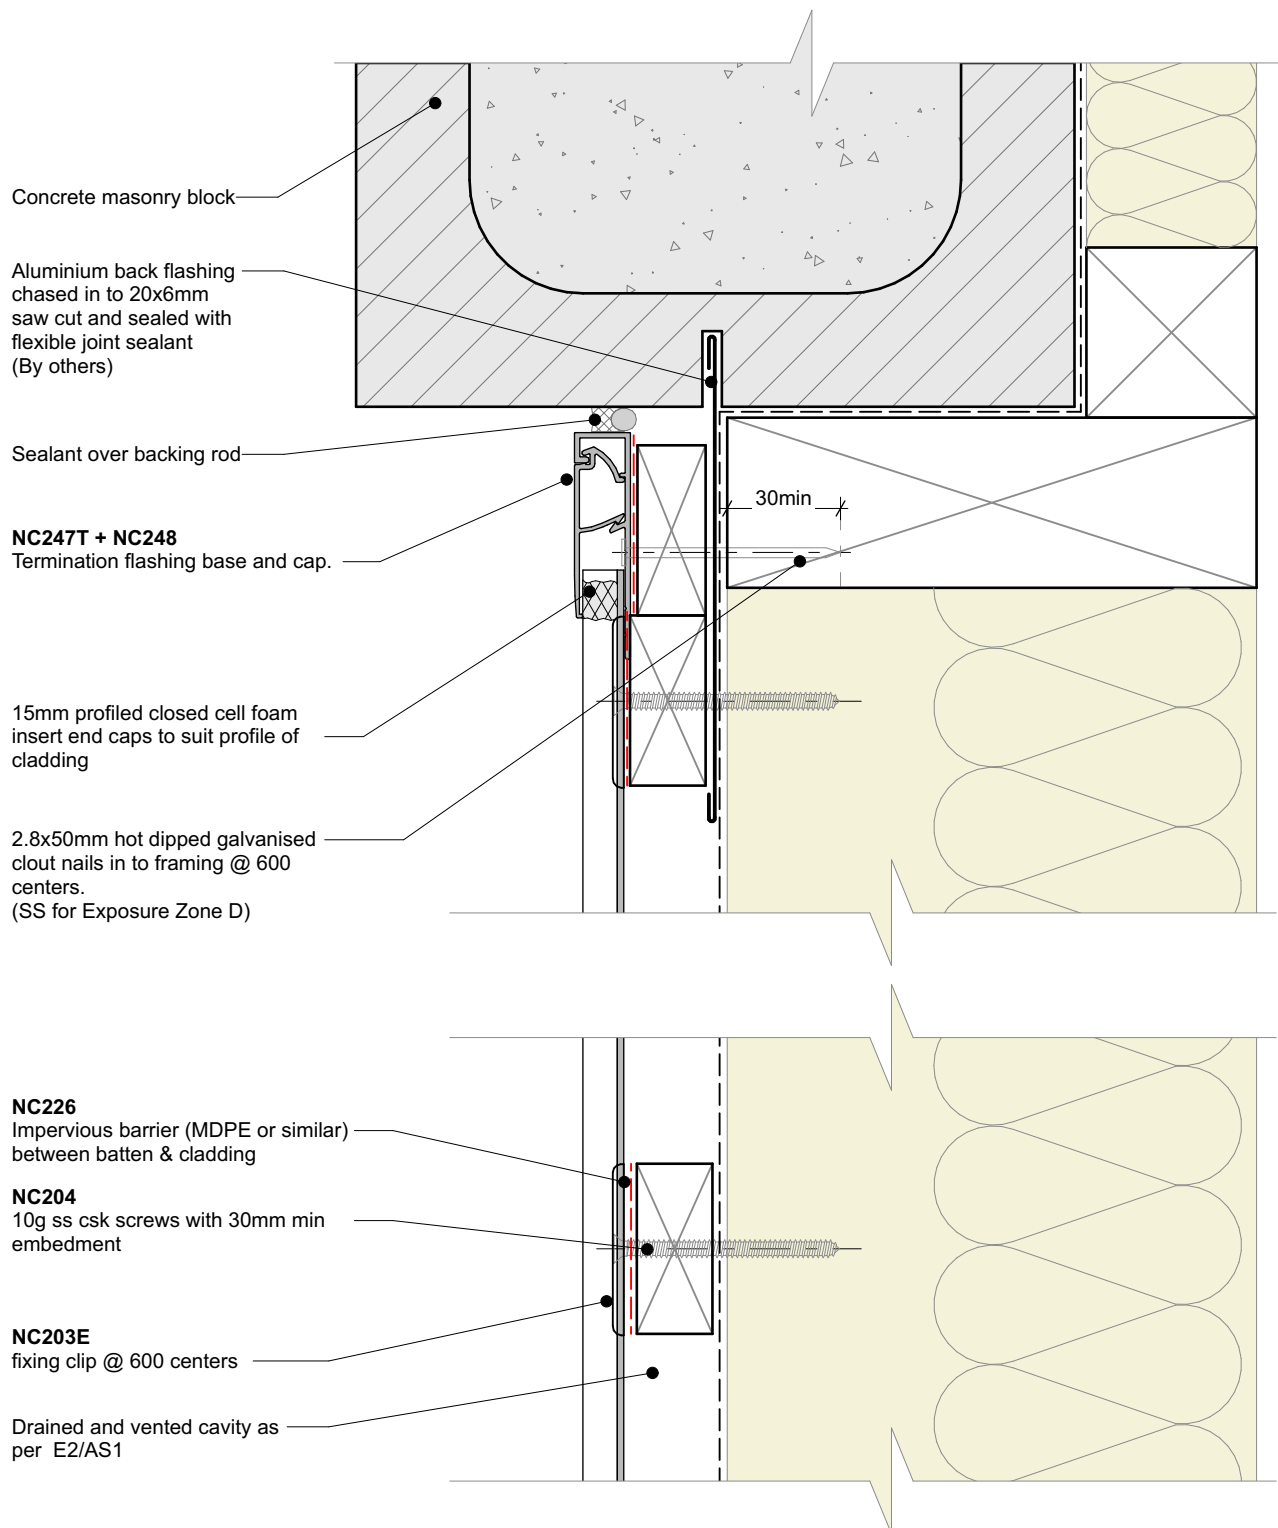 Concrete masonry block
Aluminium back flashing
chased in to 20x6mm
saw cut and sealed with
flexible joint sealant
(By others)
Sealant over backing rod
30min
NC247T + NC248
Termination flashing base and cap.
15mm profiled closed cell foam
insert end caps to suit profile of
cladding
2.8x50mm hot dipped galvanised
clout nails in to framing @ 600
centers.
(SS for Exposure Zone D)
NC226
Impervious barrier (MDPE or similar)
between batten & cladding
NC204
10g ss csk screws with 30mm min
embedment
NC203E
fixing clip @ 600 centers
Drained and vented cavity as
per E2/AS1